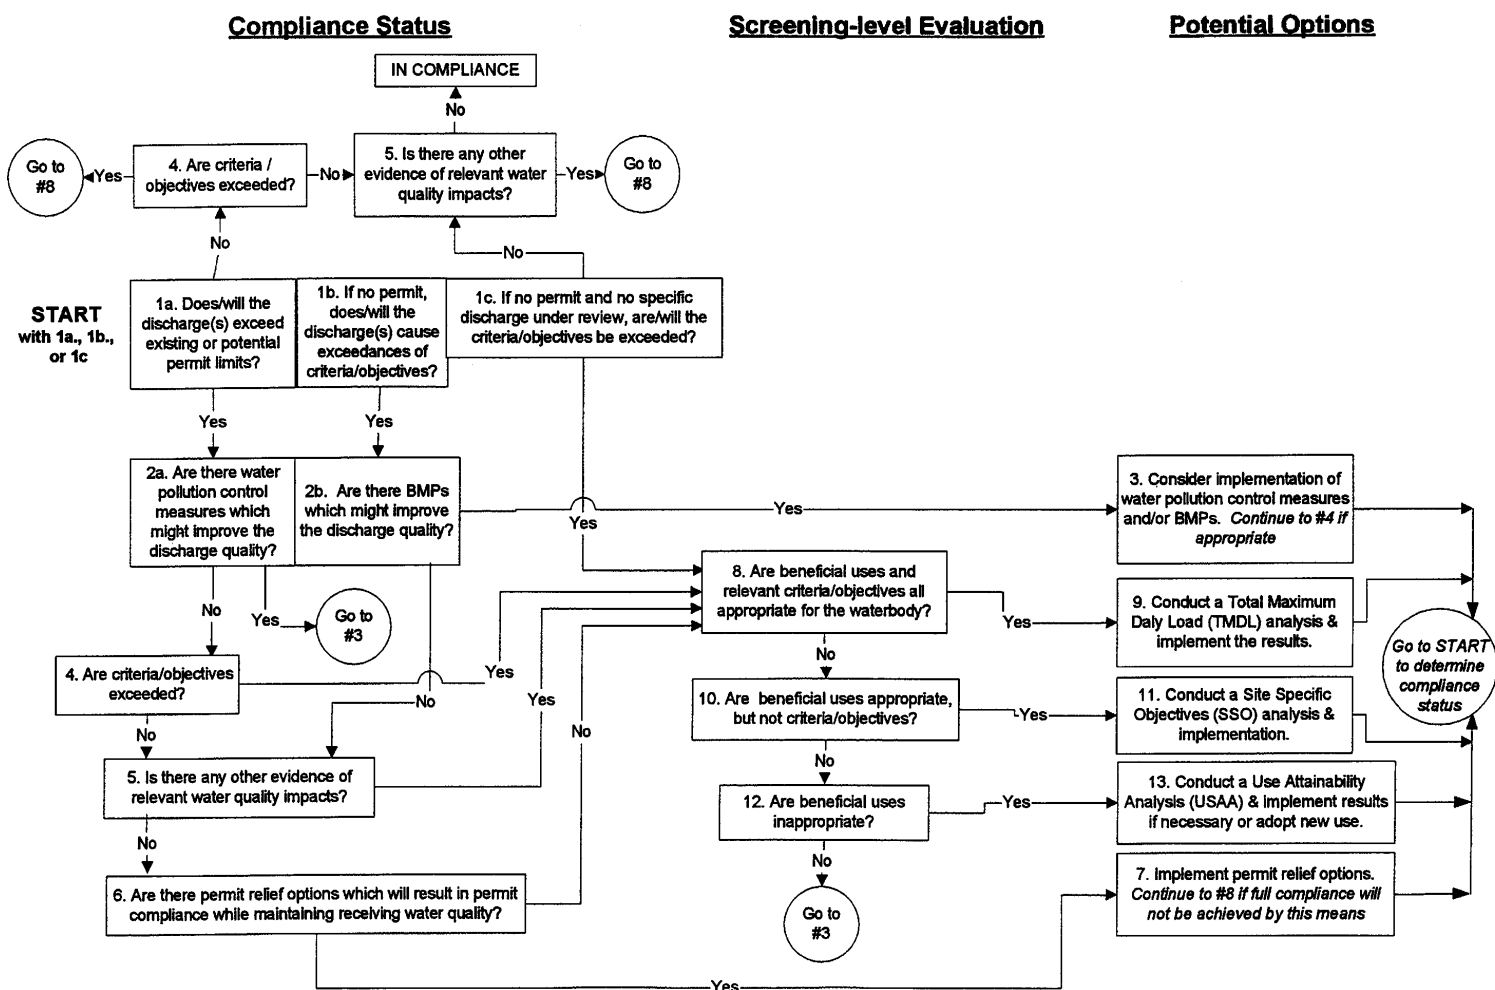 Compliance Status
Screening-level Evaluation
Potential Options
IN COMPLIANCE
No
Go to
#8
Yes
4. Are criteria /
objectives exceeded?
No
5. Is there any other
evidence of relevant water
quality impacts?
Yes
Go to
#8
No
No
START
with 1a., 1b.,
or 1c
1a. Does/will the
discharge(s) exceed
existing or potential
permit limits?
1b. If no permit,
does/will the
discharge(s) cause
exceedances of
criteria/objectives?
1c. If no permit and no specific
discharge under review, are/will the
criteria/objectives be exceeded?
Yes
Yes
Yes
2a. Are there water
pollution control
measures which
might improve the
discharge quality?
2b. Are there BMPs
which might improve
the discharge quality?
Yes
3. Consider implementation of
water pollution control measures
and/or BMPs. Continue to #4 if
appropriate
No
Yes
Go to
#3
8. Are beneficial uses and
relevant criteria/objectives all
appropriate for the waterbody?
Yes
9. Conduct a Total Maximum
Daly Load (TMDL) analysis &
implement the results.
Go to START
to determine
compliance
status
4. Are criteria/objectives
exceeded?
Yes
No
Yes
No
No
No
10. Are beneficial uses appropriate,
but not criteria/objectives?
Yes
11. Conduct a Site Specific
Objectives (SSO) analysis &
implementation.
5. Is there any other evidence of
relevant water quality impacts?
No
12. Are beneficial uses
inappropriate?
Yes
13. Conduct a Use Attainability
Analysis (USAA) & implement results
if necessary or adopt new use.
No
No
Go to
#3
6. Are there permit relief options which will result in permit
compliance while maintaining receiving water quality?
7. Implement permit relief options.
Continue to #8 if full compliance will
not be achieved by this means
Yes